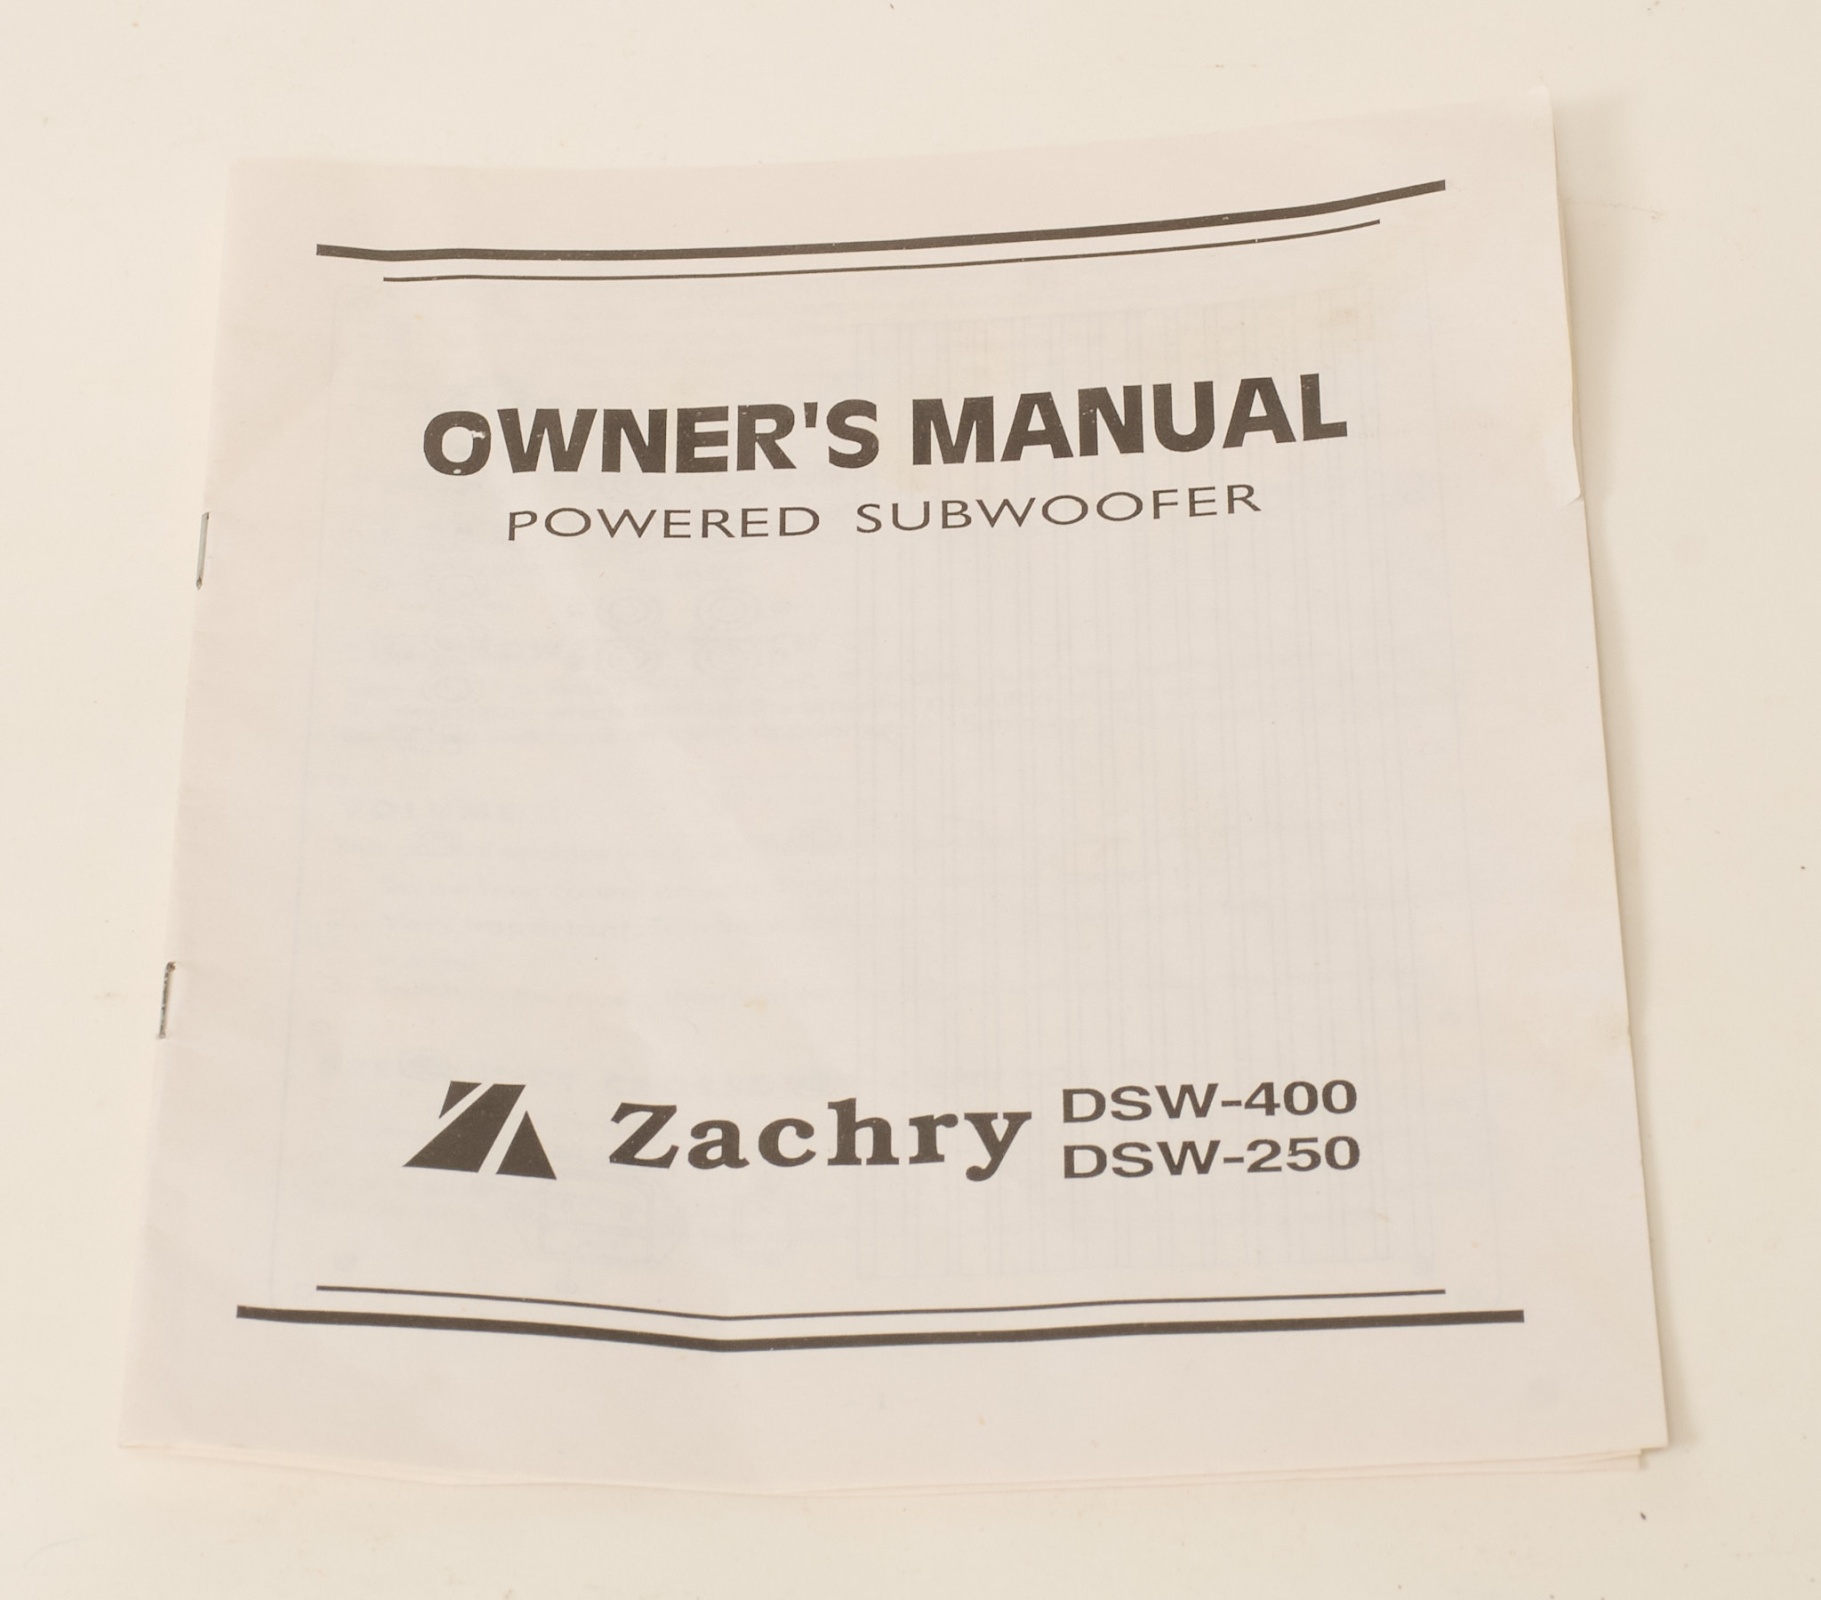 OWNER'S MANUAL
POWERED SUBWOOFER
Zachry DSW-400
DSW-250